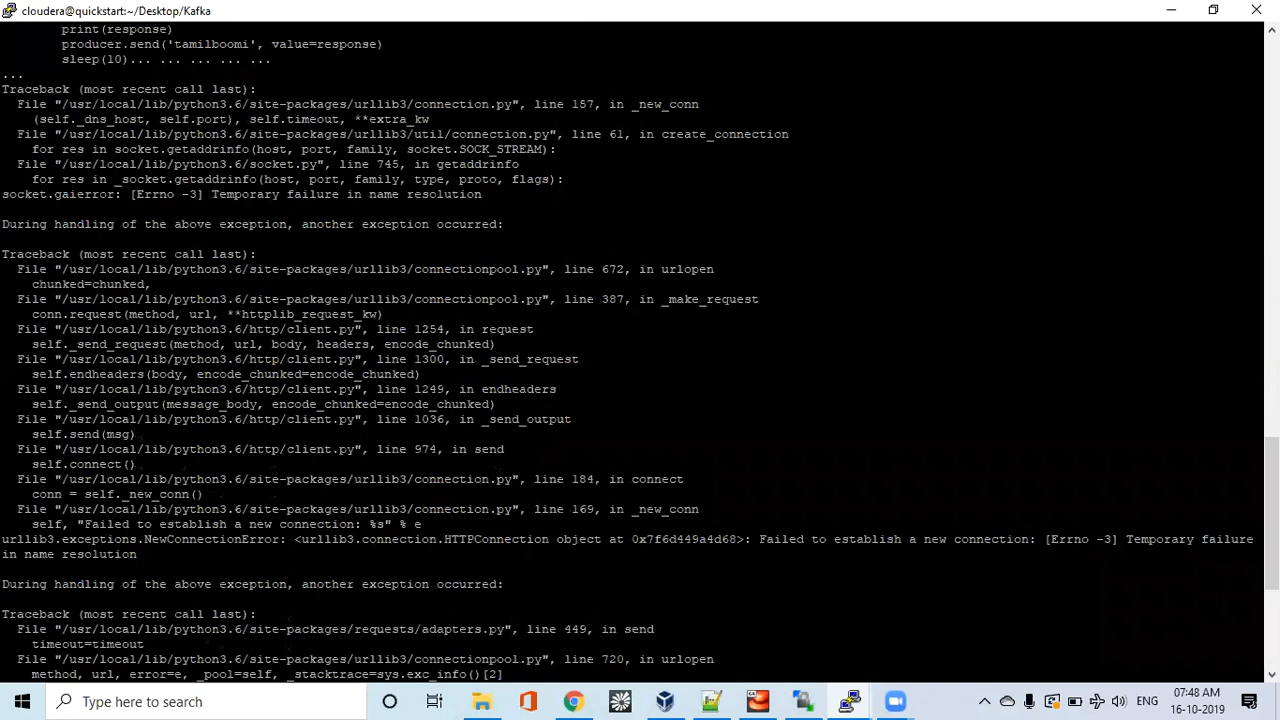 cloudera@quickstart:~/Desktop/Kafka
print(response)
producer.send('tamilboomi', value=response)
sleep(10)... ... ... ... ...
...
Traceback (most recent call last):
File "/usr/local/lib/python3.6/site-packages/urllib3/connection.py", line 157, in _new_conn
(self._dns_host, self.port), self.timeout, **extra_kw
File "/usr/local/lib/python3.6/site-packages/urllib3/util/connection.py", line 61, in create_connection
for res in socket.getaddrinfo(host, port, family, socket.SOCK_STREAM):
File "/usr/local/lib/python3.6/socket.py", line 745, in getaddrinfo
for res in _socket.getaddrinfo(host, port, family, type, proto, flags):
socket.gaierror: [Errno -3] Temporary failure in name resolution
During handling of the above exception, another exception occurred:
Traceback (most recent call last):
File "/usr/local/lib/python3.6/site-packages/urllib3/connectionpool.py", line 672, in urlopen
chunked=chunked,
File "/usr/local/lib/python3.6/site-packages/urllib3/connectionpool.py", line 387, in _make_request
conn.request(method, url, **httplib_request_kw)
File "/usr/local/lib/python3.6/http/client.py", line 1254, in request
self._send_request(method, url, body, headers, encode_chunked)
File "/usr/local/lib/python3.6/http/client.py", line 1300, in _send_request
self.endheaders(body, encode_chunked=encode_chunked)
File "/usr/local/lib/python3.6/http/client.py", line 1249, in endheaders
self._send_output(message_body, encode_chunked=encode_chunked)
File "/usr/local/lib/python3.6/http/client.py", line 1036, in _send_output
self.send(msg)
File "/usr/local/lib/python3.6/http/client.py", line 974, in send
self.connect()
File "/usr/local/lib/python3.6/site-packages/urllib3/connection.py", line 184, in connect
conn = self._new_conn()
File "/usr/local/lib/python3.6/site-packages/urllib3/connection.py", line 169, in _new_conn
self, "Failed to establish a new connection: %s" % e
urllib3.exceptions.NewConnectionError: <urllib3.connection.HTTPConnection object at 0x7f6d449a4d68>: Failed to establish a new connection: [Errno -3] Temporary failure
in name resolution
During handling of the above exception, another exception occurred:
Traceback (most recent call last):
File "/usr/local/lib/python3.6/site-packages/requests/adapters.py", line 449, in send
timeout=timeout
File "/usr/local/lib/python3.6/site-packages/urllib3/connectionpool.py", line 720, in urlopen
method, url, error=e, _pool=self, _stacktrace=sys.exc_info()[2]
Type here to search
ENG
07:48 AM
16-10-2019